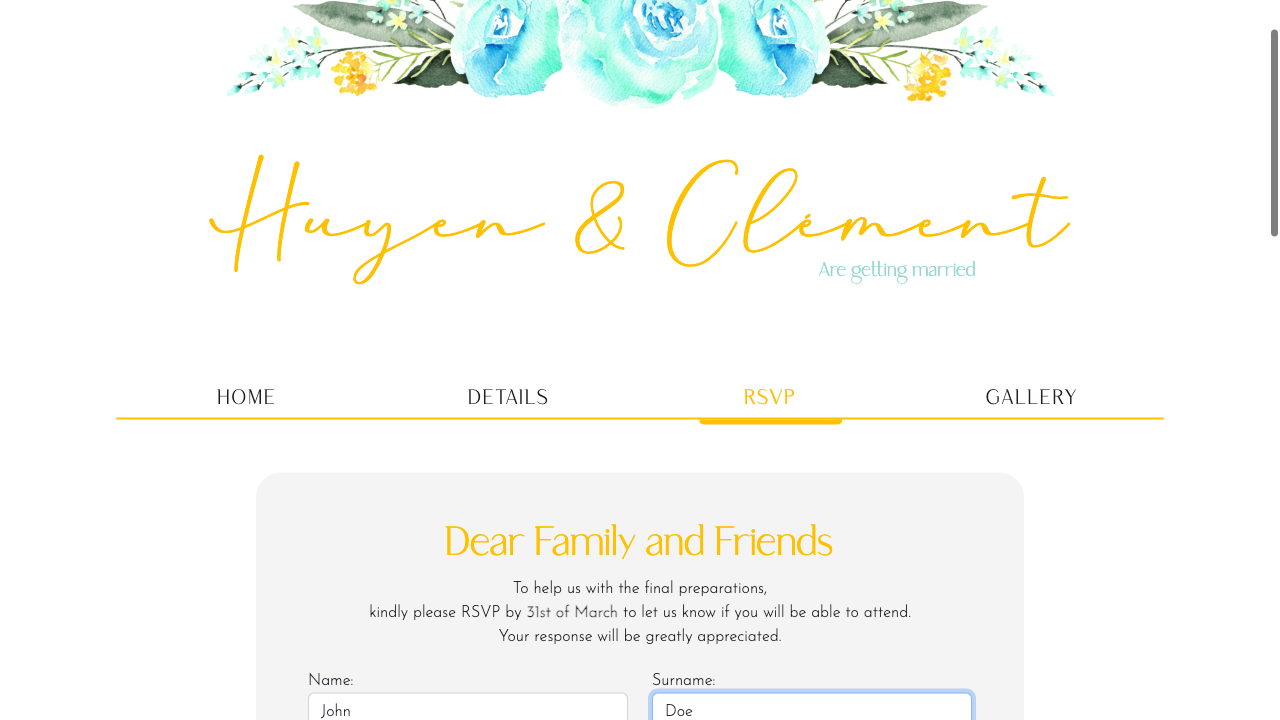 Huyen & Clément
Are getting married
HOME DETAILS RSVP GALLERY
Dear Family and Friends
To help us with the final preparations,
kindly please RSVP by 31st of March to let us know if you will be able to attend.
Your response will be greatly appreciated.
Name: Surname:
John Doe